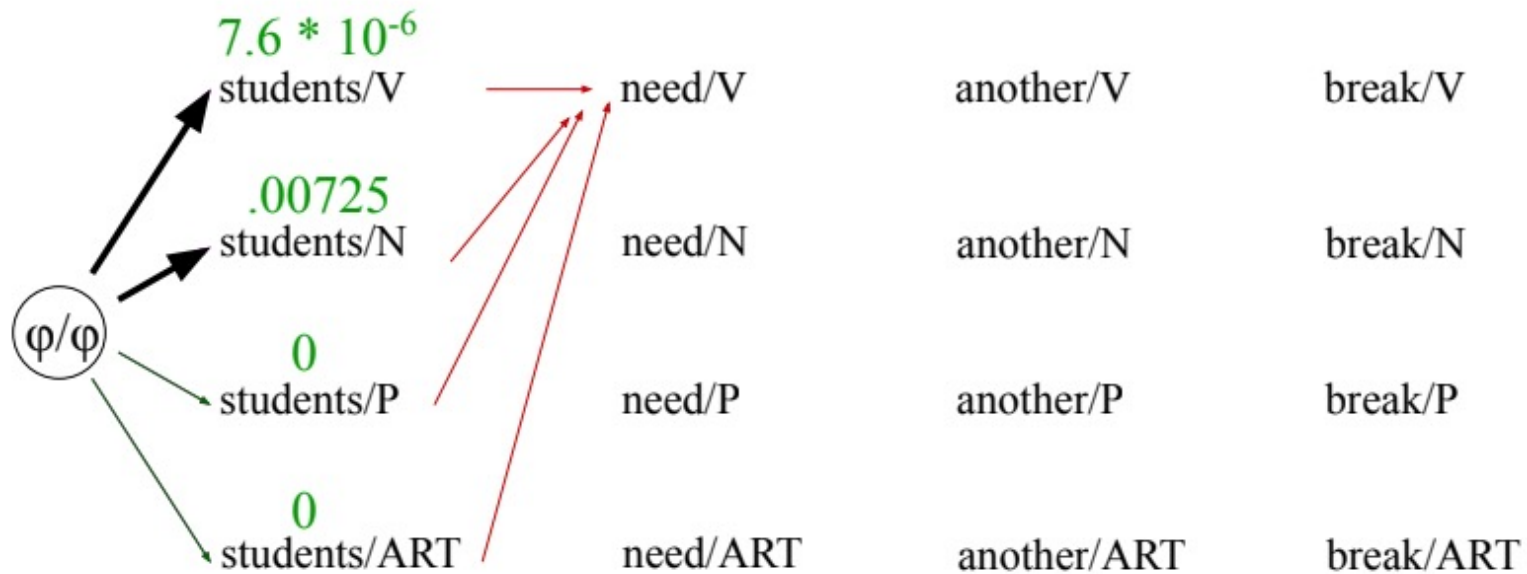 7.6 * 10⁻⁶
students/V need/V another/V break/V
.00725
students/N need/N another/N break/N
φ/φ
0
students/P need/P another/P break/P
0
students/ART need/ART another/ART break/ART